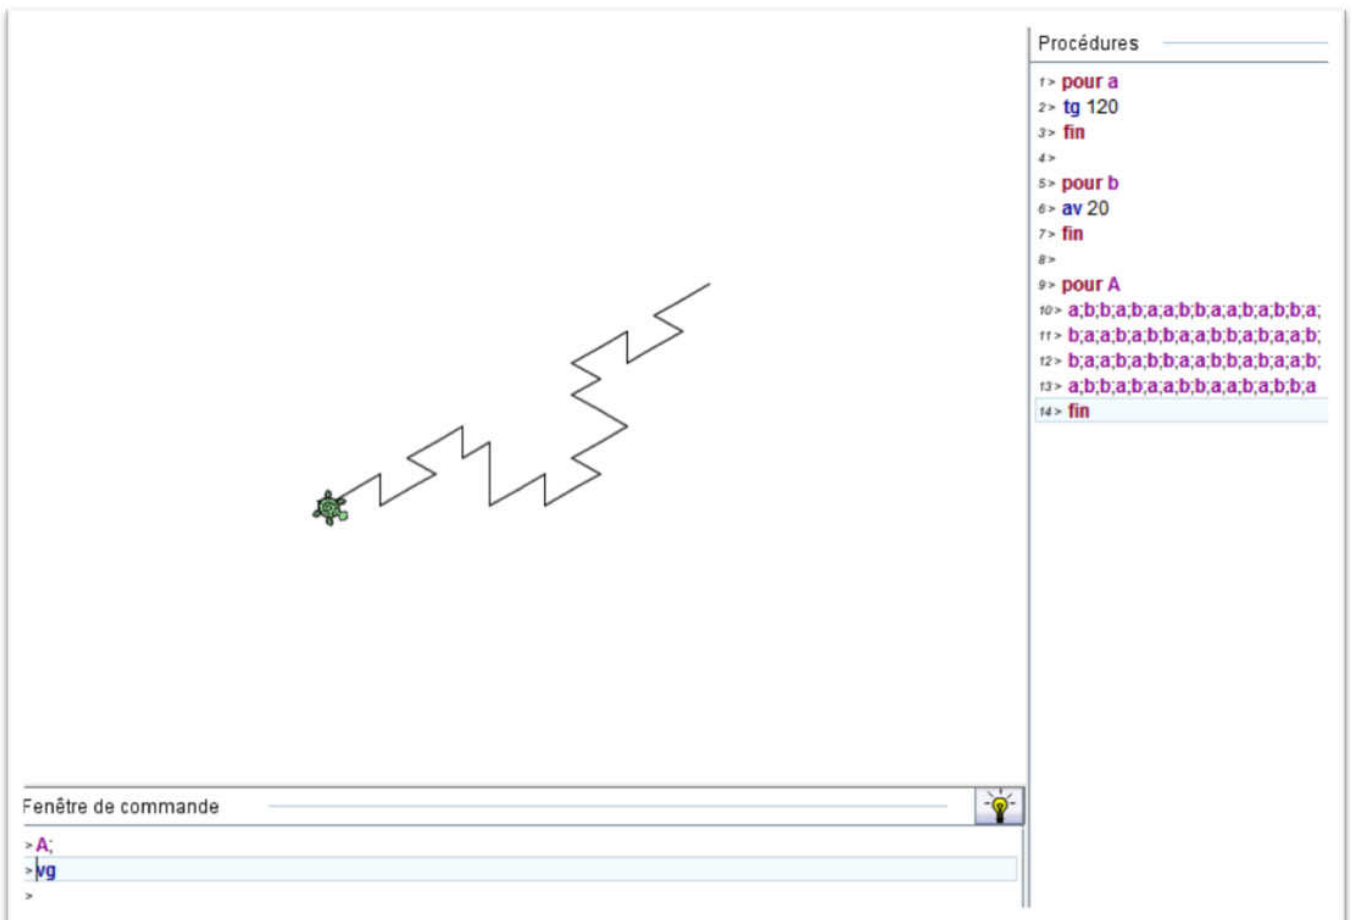 Procédures
1> pour a
2> tg 120
3> fin
4>
5> pour b
6> av 20
7> fin
8>
9> pour A
10> a;b;b;a;b;a;a;b;b;a;a;b;a;b;b;a;
11> b;a;a;b;a;b;b;a;a;b;b;a;b;a;a;b;
12> b;a;a;b;a;b;b;a;a;b;b;a;b;a;a;b;
13> a;b;b;a;b;a;a;b;b;a;a;b;a;b;b;a
14> fin
Fenêtre de commande
>A;
>vg
>